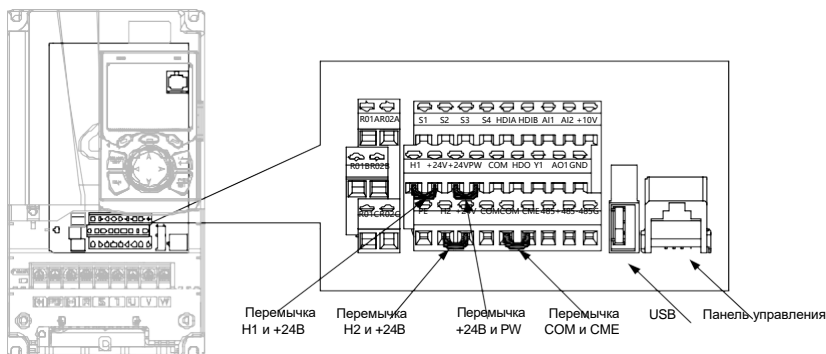 R01A R02A
S1 S2 S3 S4 HDIA HDIB AI1 AI2 +10V
R01B R02B
H1 +24V +24V PW COM HDO Y1 AO1 GND
R01C R02C
PE H2 +24V COM COM CME 485+ 485- 485G
Перемычка
H1 и +24В
Перемычка
H2 и +24В
Перемычка
+24В и PW
Перемычка
COM и CME
USB
Панель управления